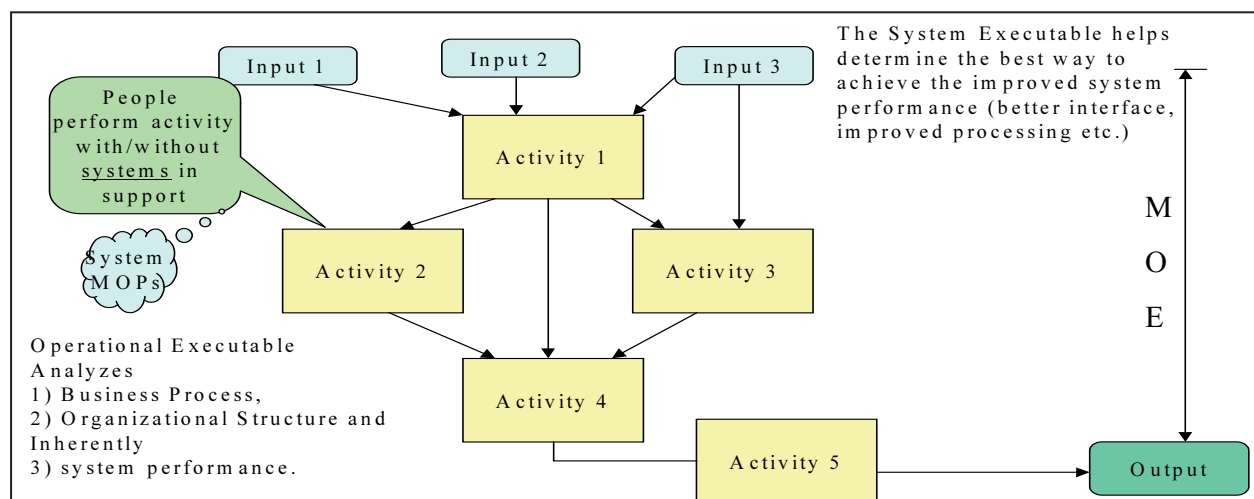 Input 1
Input 2
Input 3
The System Executable helps
determine the best way to
achieve the improved system
performance (better interface,
improved processing etc.)
People
perform activity
with/without
systems in
support
Activity 1
System
MOPs
Activity 2
Activity 3
M
O
E
Operational Executable
Analyzes
1) Business Process,
2) Organizational Structure and
Inherently
3) system performance.
Activity 4
Activity 5
Output